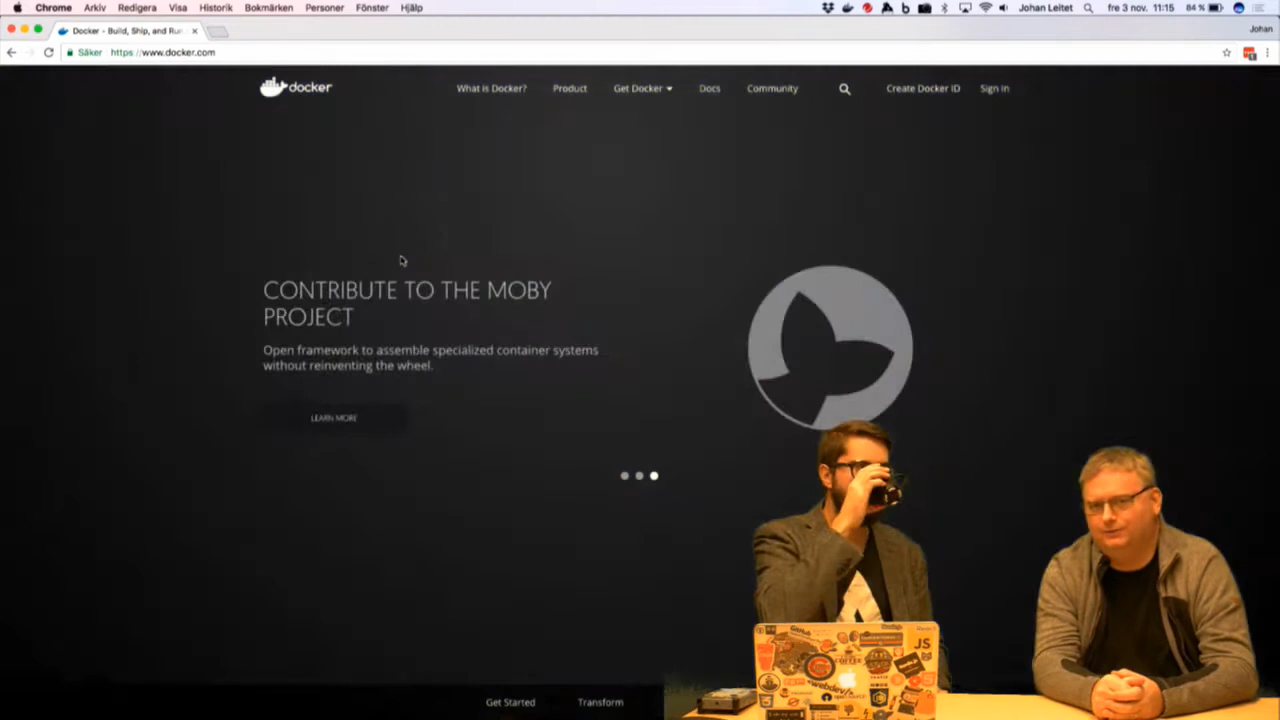 Chrome Arkiv Redigera Visa Historik Bokmärken Personer Fönster Hjälp Johan Leitet fre 3 nov. 11:15 84 %
Docker - Build, Ship, and Run Johan
Säker https://www.docker.com
docker What is Docker? Product Get Docker Docs Community Create Docker ID Sign In
CONTRIBUTE TO THE MOBY
PROJECT
Open framework to assemble specialized container systems
without reinventing the wheel.
LEARN MORE
JS
webdev/>
Get Started Transform